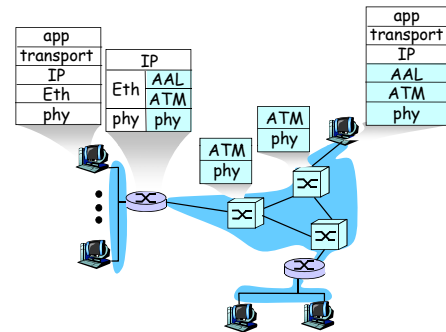 app
transport
IP
Eth
phy
IP
Eth
AAL
ATM
phy
phy
ATM
phy
ATM
phy
app
transport
IP
AAL
ATM
phy